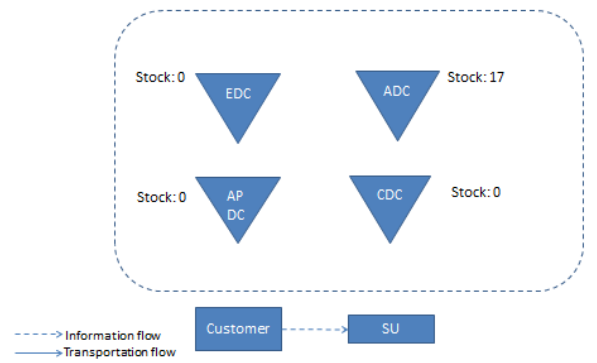 Stock: 0
EDC
ADC
Stock: 17
Stock: 0
AP
DC
CDC
Stock: 0
Customer
SU
Information flow
Transportation flow